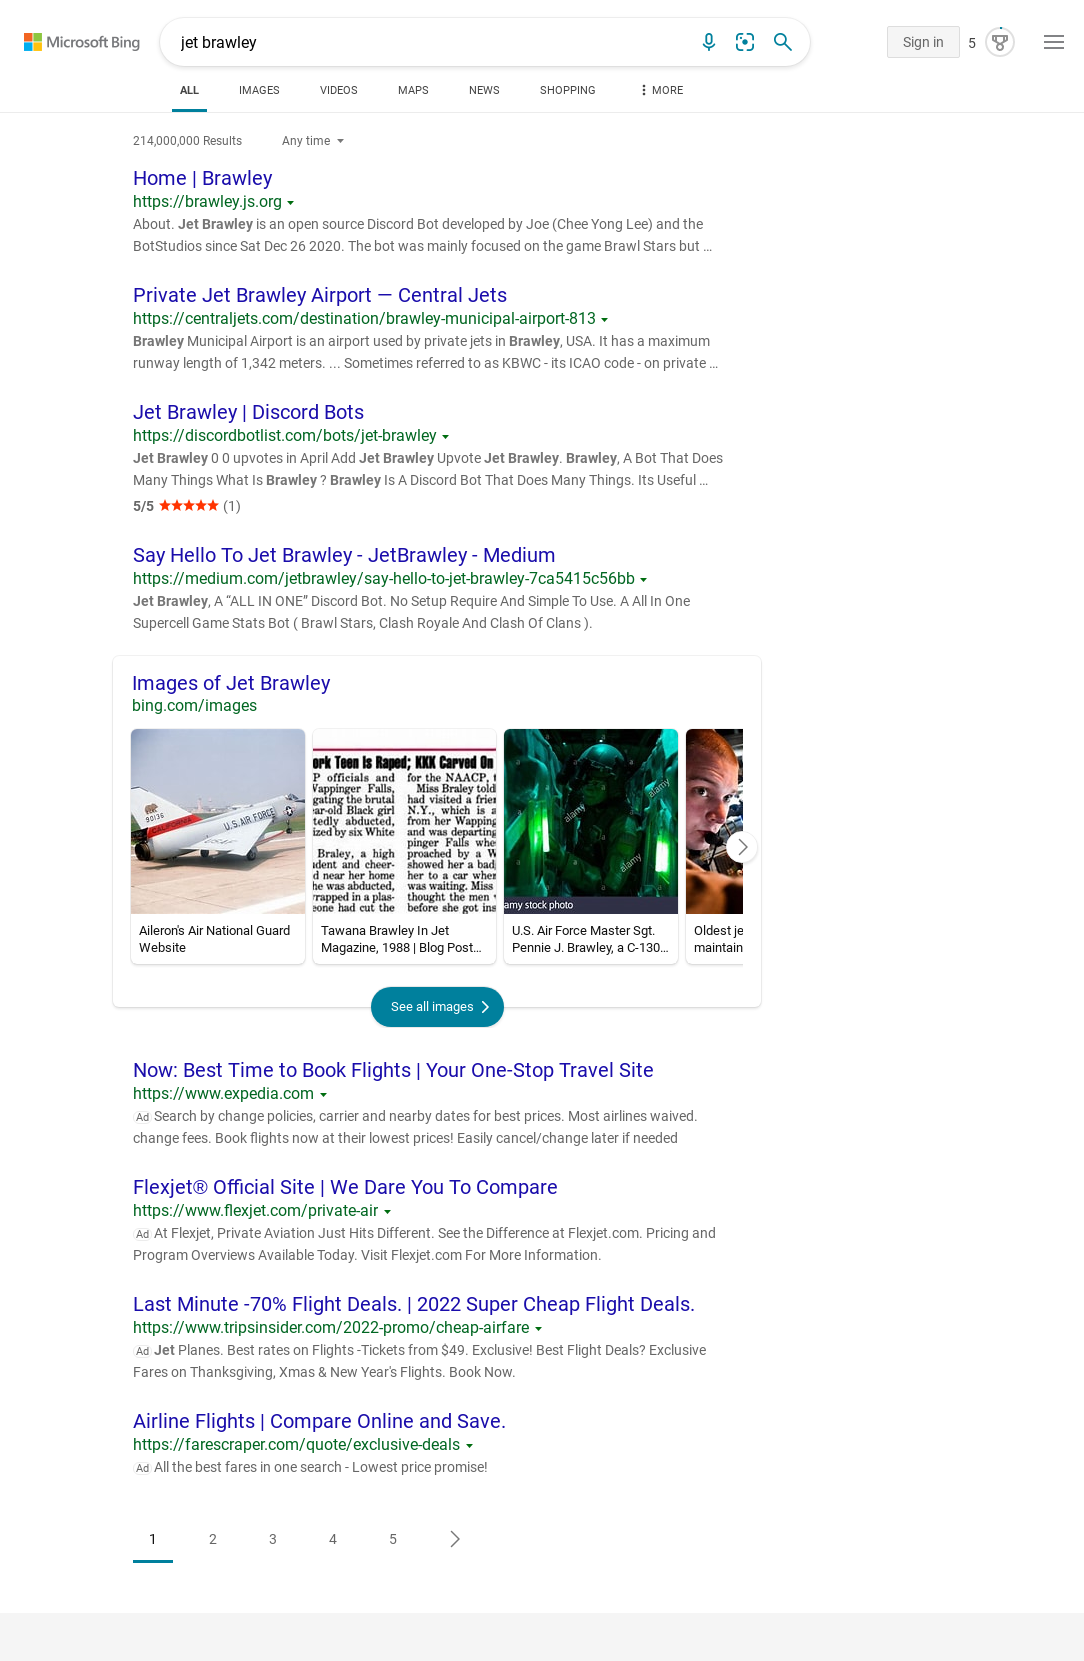 Microsoft Bing
jet brawley
Sign in
5
ALL
IMAGES
VIDEOS
MAPS
NEWS
SHOPPING
MORE
214,000,000 Results
Any time
Home | Brawley
https://brawley.js.org
About. Jet Brawley is an open source Discord Bot developed by Joe (Chee Yong Lee) and the
BotStudios since Sat Dec 26 2020. The bot was mainly focused on the game Brawl Stars but ...
Private Jet Brawley Airport — Central Jets
https://centraljets.com/destination/brawley-municipal-airport-813
Brawley Municipal Airport is an airport used by private jets in Brawley, USA. It has a maximum
runway length of 1,342 meters. ... Sometimes referred to as KBWC - its ICAO code - on private ...
Jet Brawley | Discord Bots
https://discordbotlist.com/bots/jet-brawley
Jet Brawley 0 0 upvotes in April Add Jet Brawley Upvote Jet Brawley. Brawley, A Bot That Does
Many Things What Is Brawley ? Brawley Is A Discord Bot That Does Many Things. Its Useful ...
5/5 ★★★★★ (1)
Say Hello To Jet Brawley - JetBrawley - Medium
https://medium.com/jetbrawley/say-hello-to-jet-brawley-7ca5415c56bb
Jet Brawley, A “ALL IN ONE” Discord Bot. No Setup Require And Simple To Use. A All In One
Supercell Game Stats Bot ( Brawl Stars, Clash Royale And Clash Of Clans ).
Images of Jet Brawley
bing.com/images
90136
CALIFORNIA
U.S. AIR FORCE
ork Teen Is Raped; KKK Carved On
P officials and
Wappinger Falls,
gating the brutal
ear-old Black girl
tedly abducted,
ized by six White
Braley, a high
dent and cheer-
d near her home
he was abducted,
rapped in a plas-
eone had cut the
for the NAACP, t
Miss Braley told
had visited a frie
N.Y., which is a
from her Wapping
and was departing
pinger Falls whe
proached by a W
showed her a bad
her to a car wher
was waiting. Miss
thought the men
before she got ins
alamy
alamy
alamy
amy stock photo
Aileron's Air National Guard
Website
Tawana Brawley In Jet
Magazine, 1988 | Blog Post...
U.S. Air Force Master Sgt.
Pennie J. Brawley, a C-130...
Oldest je
maintain
See all images
Now: Best Time to Book Flights | Your One-Stop Travel Site
https://www.expedia.com
Ad Search by change policies, carrier and nearby dates for best prices. Most airlines waived.
change fees. Book flights now at their lowest prices! Easily cancel/change later if needed
Flexjet® Official Site | We Dare You To Compare
https://www.flexjet.com/private-air
Ad At Flexjet, Private Aviation Just Hits Different. See the Difference at Flexjet.com. Pricing and
Program Overviews Available Today. Visit Flexjet.com For More Information.
Last Minute -70% Flight Deals. | 2022 Super Cheap Flight Deals.
https://www.tripsinsider.com/2022-promo/cheap-airfare
Ad Jet Planes. Best rates on Flights -Tickets from $49. Exclusive! Best Flight Deals? Exclusive
Fares on Thanksgiving, Xmas & New Year's Flights. Book Now.
Airline Flights | Compare Online and Save.
https://farescraper.com/quote/exclusive-deals
Ad All the best fares in one search - Lowest price promise!
1
2
3
4
5